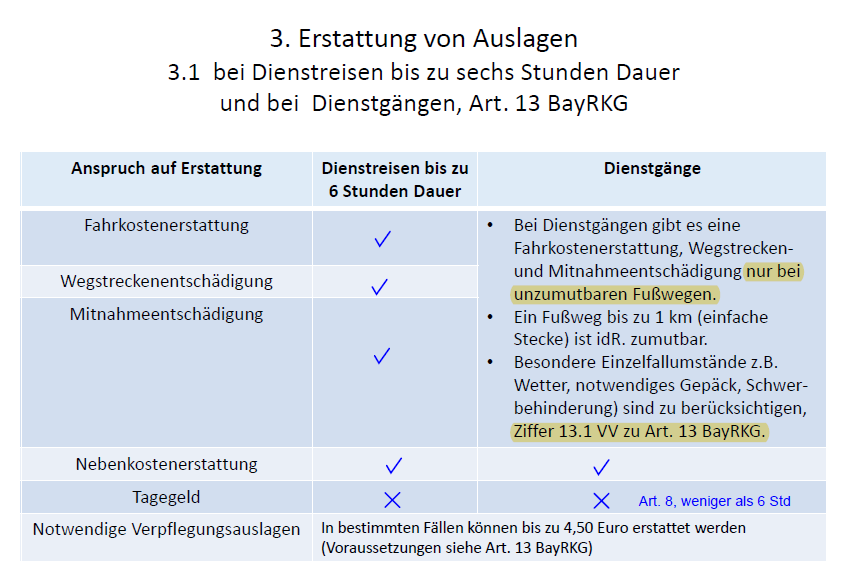 3. Erstattung von Auslagen
3.1 bei Dienstreisen bis zu sechs Stunden Dauer
und bei Dienstgängen, Art. 13 BayRKG
Anspruch auf Erstattung
Dienstreisen bis zu
6 Stunden Dauer
Dienstgänge
Fahrkostenerstattung
✓
Wegstreckenentschädigung
✓
Mitnahmeentschädigung
✓
• Bei Dienstgängen gibt es eine
Fahrkostenerstattung, Wegstrecken-
und Mitnahmeentschädigung nur bei
unzumutbaren Fußwegen.
• Ein Fußweg bis zu 1 km (einfache
Stecke) ist idR. zumutbar.
• Besondere Einzelfallumstände z.B.
Wetter, notwendiges Gepäck, Schwer-
behinderung) sind zu berücksichtigen,
Ziffer 13.1 VV zu Art. 13 BayRKG.
Nebenkostenerstattung
✓
✓
Tagegeld
✗
✗ Art. 8, weniger als 6 Std
Notwendige Verpflegungsauslagen
In bestimmten Fällen können bis zu 4,50 Euro erstattet werden
(Voraussetzungen siehe Art. 13 BayRKG)